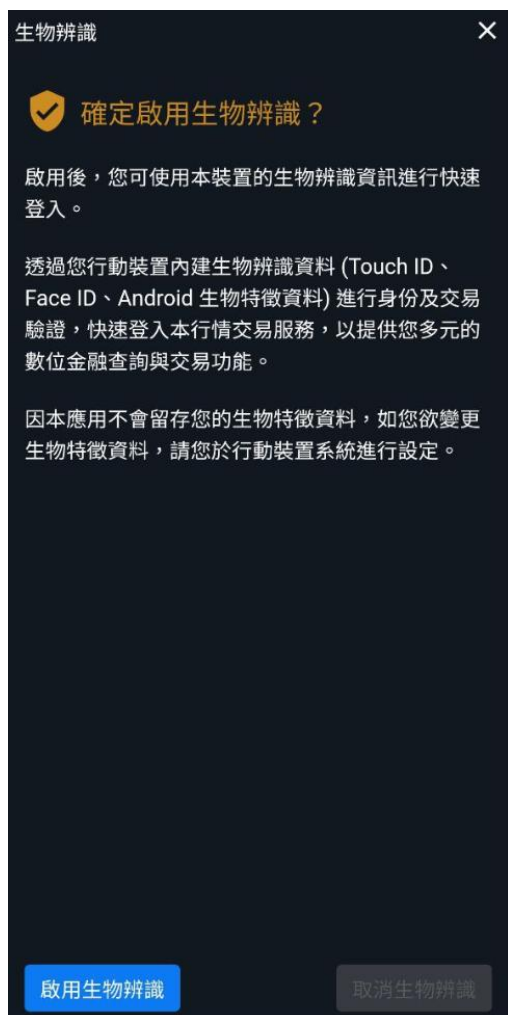 生物辨識
確定啟用生物辨識？
啟用後，您可使用本裝置的生物辨識資訊進行快速
登入。
透過您行動裝置內建生物辨識資料 (Touch ID、
Face ID、Android 生物特徵資料) 進行身份及交易
驗證，快速登入本行情交易服務，以提供您多元的
數位金融查詢與交易功能。
因本應用不會留存您的生物特徵資料，如您欲變更
生物特徵資料，請您於行動裝置系統進行設定。
啟用生物辨識
取消生物辨識